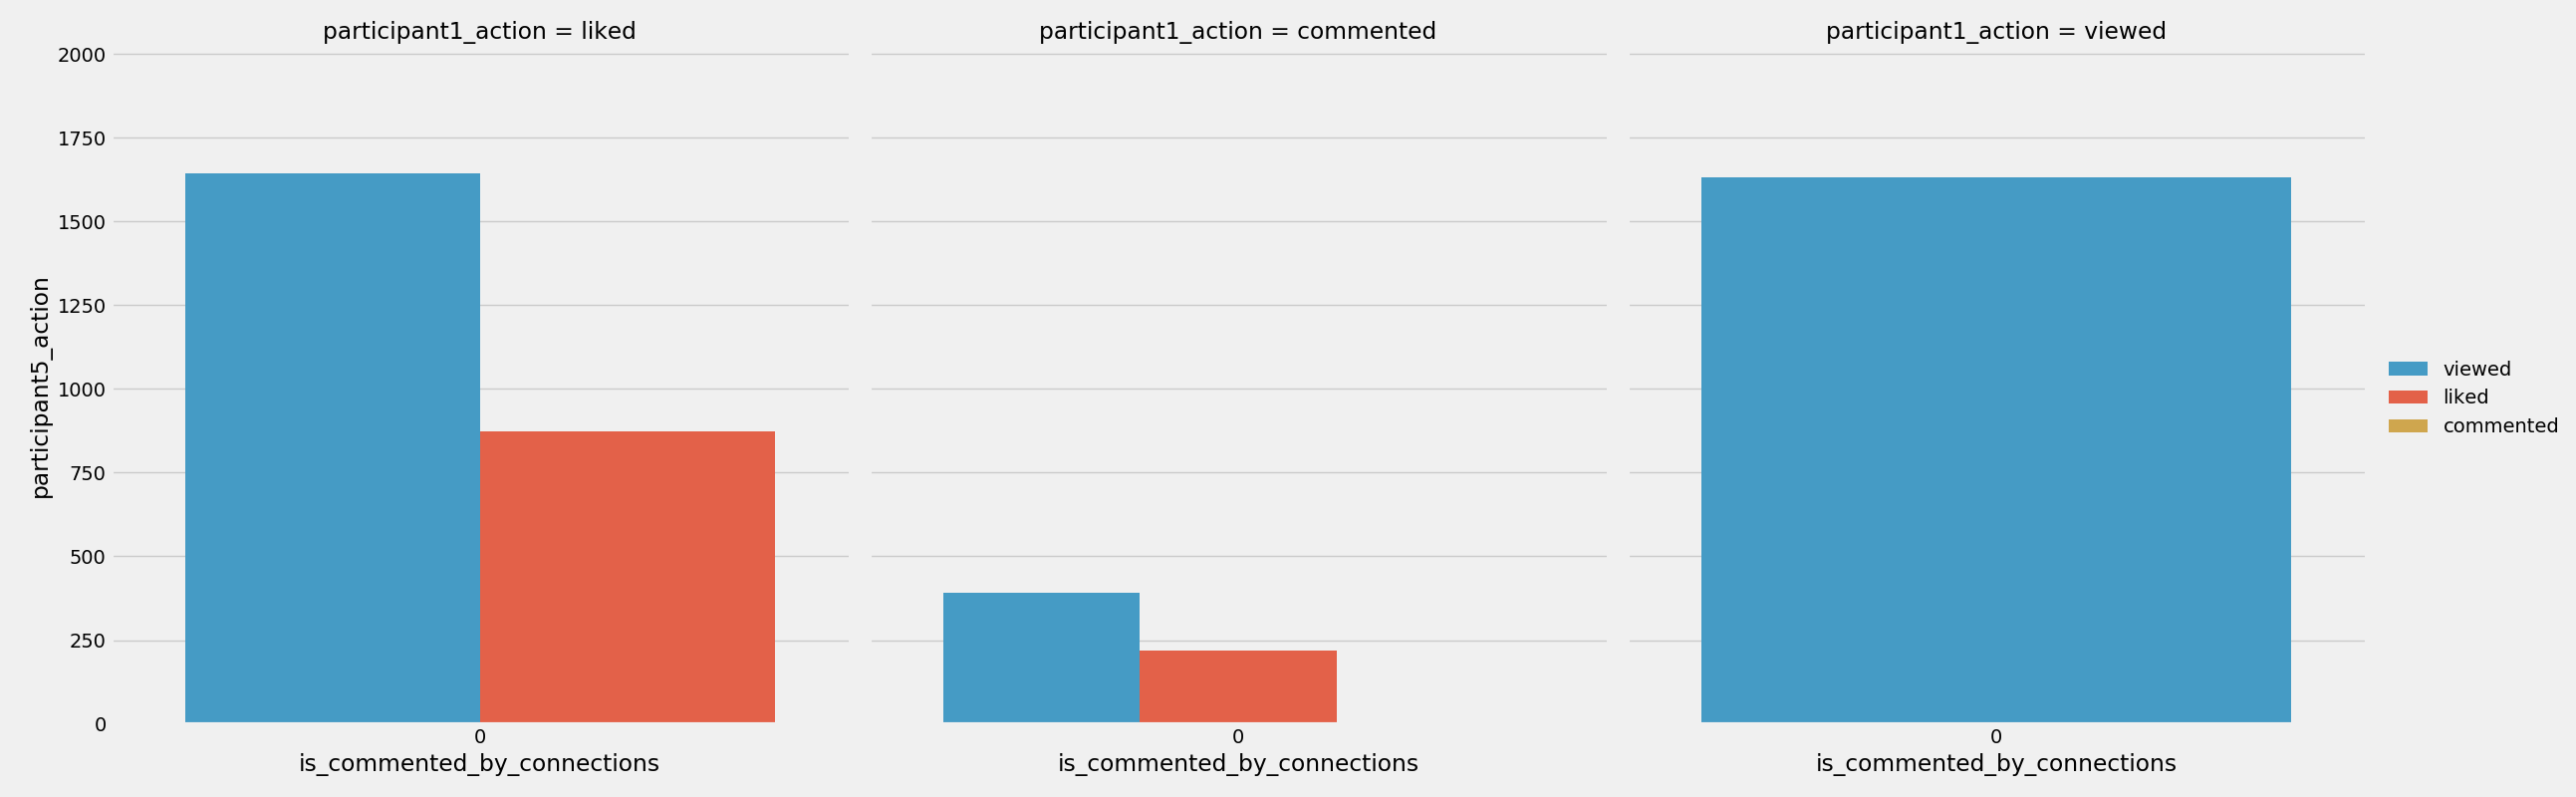 participant1_action = liked
participant1_action = commented
participant1_action = viewed
2000
1750
1500
1250
1000
750
500
250
0
participant5_action
0
0
0
is_commented_by_connections
is_commented_by_connections
is_commented_by_connections
viewed
liked
commented